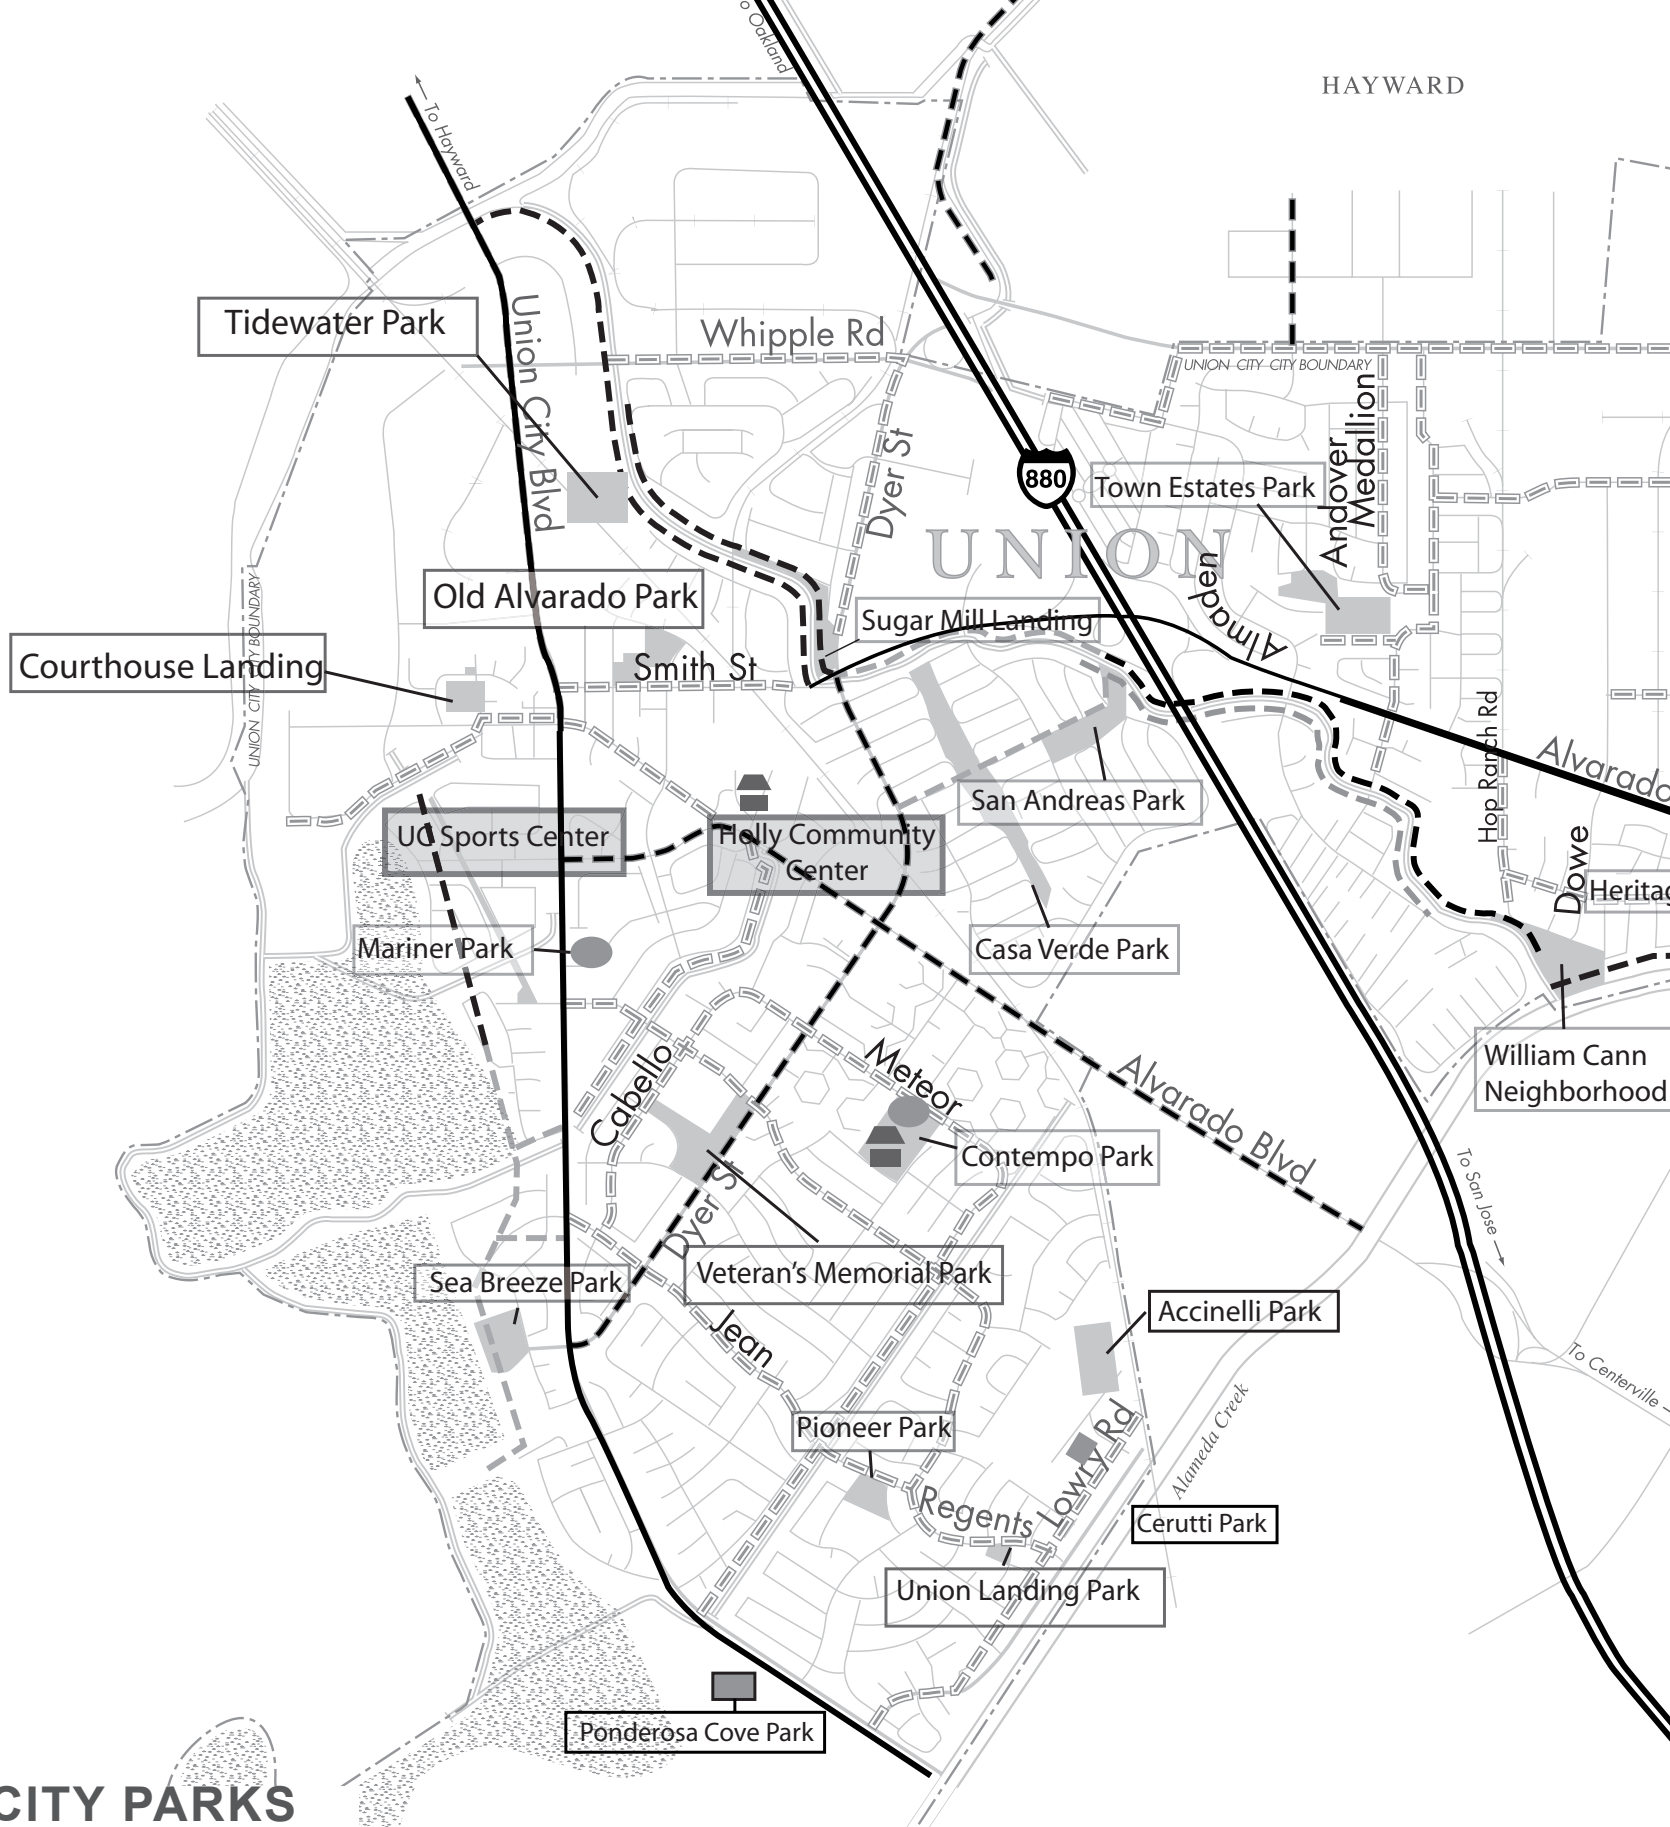 o Oakland
HAYWARD
To Hayward
Tidewater Park
Union City Blvd
Whipple Rd
UNION CITY CITY BOUNDARY
Medallion
Andover
Dyer St
880
Town Estates Park
UNION
Almaden
Old Alvarado Park
Sugar Mill Landing
UNION CITY CITY BOUNDARY
Courthouse Landing
Smith St
Hop Ranch Rd
Alvarado
San Andreas Park
UC Sports Center
Holly Community
Center
Dowe
Heritag
Mariner Park
Casa Verde Park
William Cann
Neighborhood
Cabello
Meteor
Alvarado Blvd
Contempo Park
To San Jose
Dyer St
Veteran's Memorial Park
Sea Breeze Park
Jean
Accinelli Park
To Centerville
Alameda Creek
Pioneer Park
Lowry Rd
Regents
Cerutti Park
Union Landing Park
Ponderosa Cove Park
CITY PARKS